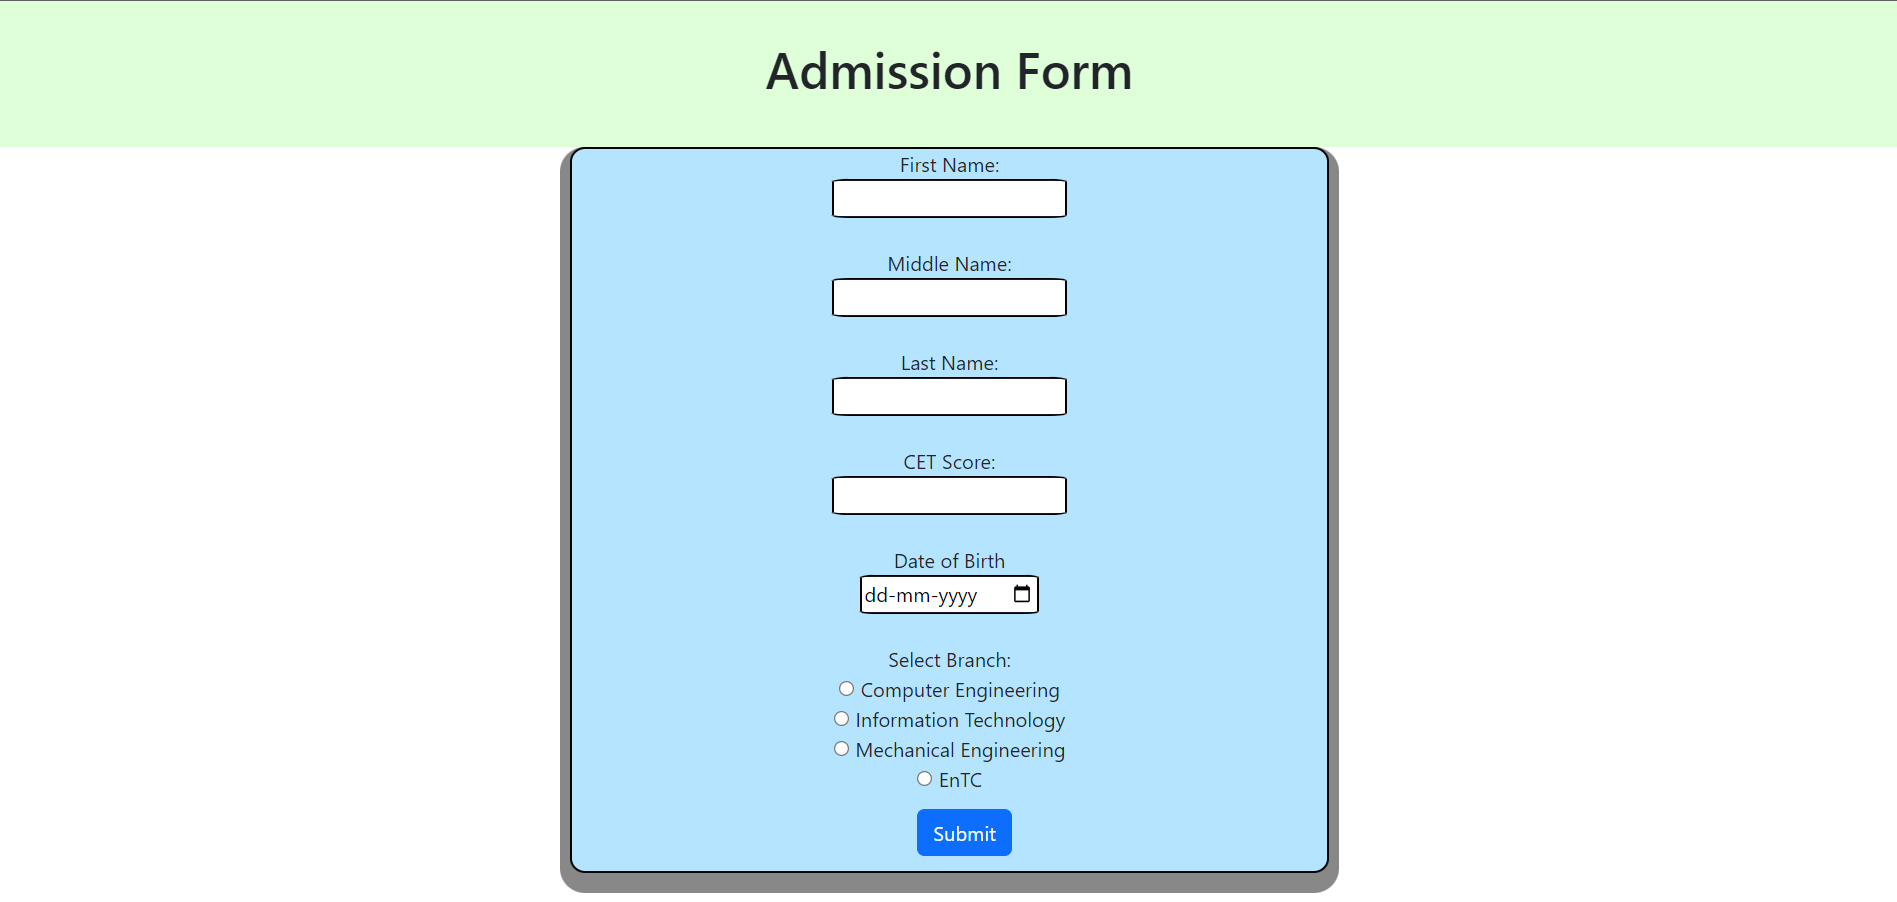 Admission Form
First Name:
Middle Name:
Last Name:
CET Score:
Date of Birth
dd-mm-yyyy
Select Branch:
Computer Engineering
Information Technology
Mechanical Engineering
EnTC
Submit